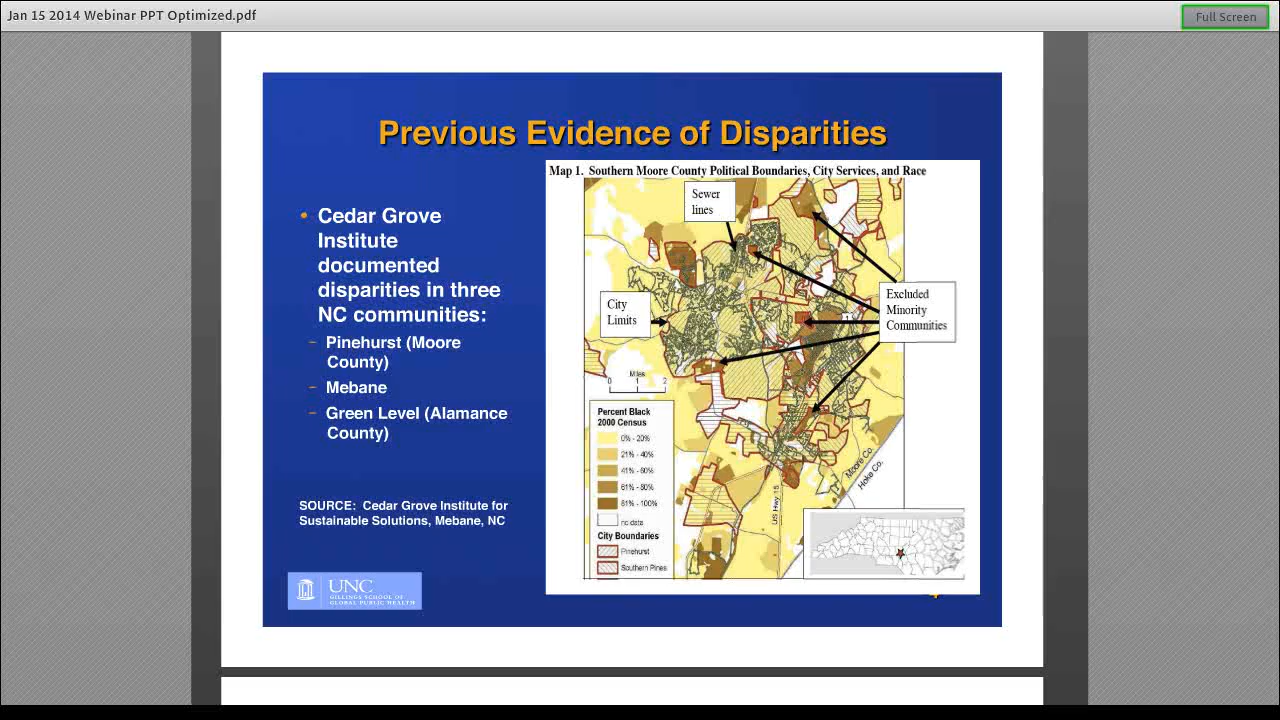 Jan 15 2014 Webinar PPT Optimized.pdf
Full Screen
Previous Evidence of Disparities
• Cedar Grove
Institute
documented
disparities in three
NC communities:
– Pinehurst (Moore
County)
– Mebane
– Green Level (Alamance
County)
SOURCE: Cedar Grove Institute for
Sustainable Solutions, Mebane, NC
UNC
GILLINGS SCHOOL OF
GLOBAL PUBLIC HEALTH
Map 1. Southern Moore County Political Boundaries, City Services, and Race
Sewer
lines
City
Limits
Excluded
Minority
Communities
Miles
0 1 2
Percent Black
2000 Census
0% - 20%
21% - 40%
41% - 60%
61% - 80%
81% - 100%
no data
City Boundaries
Pinehurst
Southern Pines
US Hwy. 15
Moore Co.
Hoke Co.